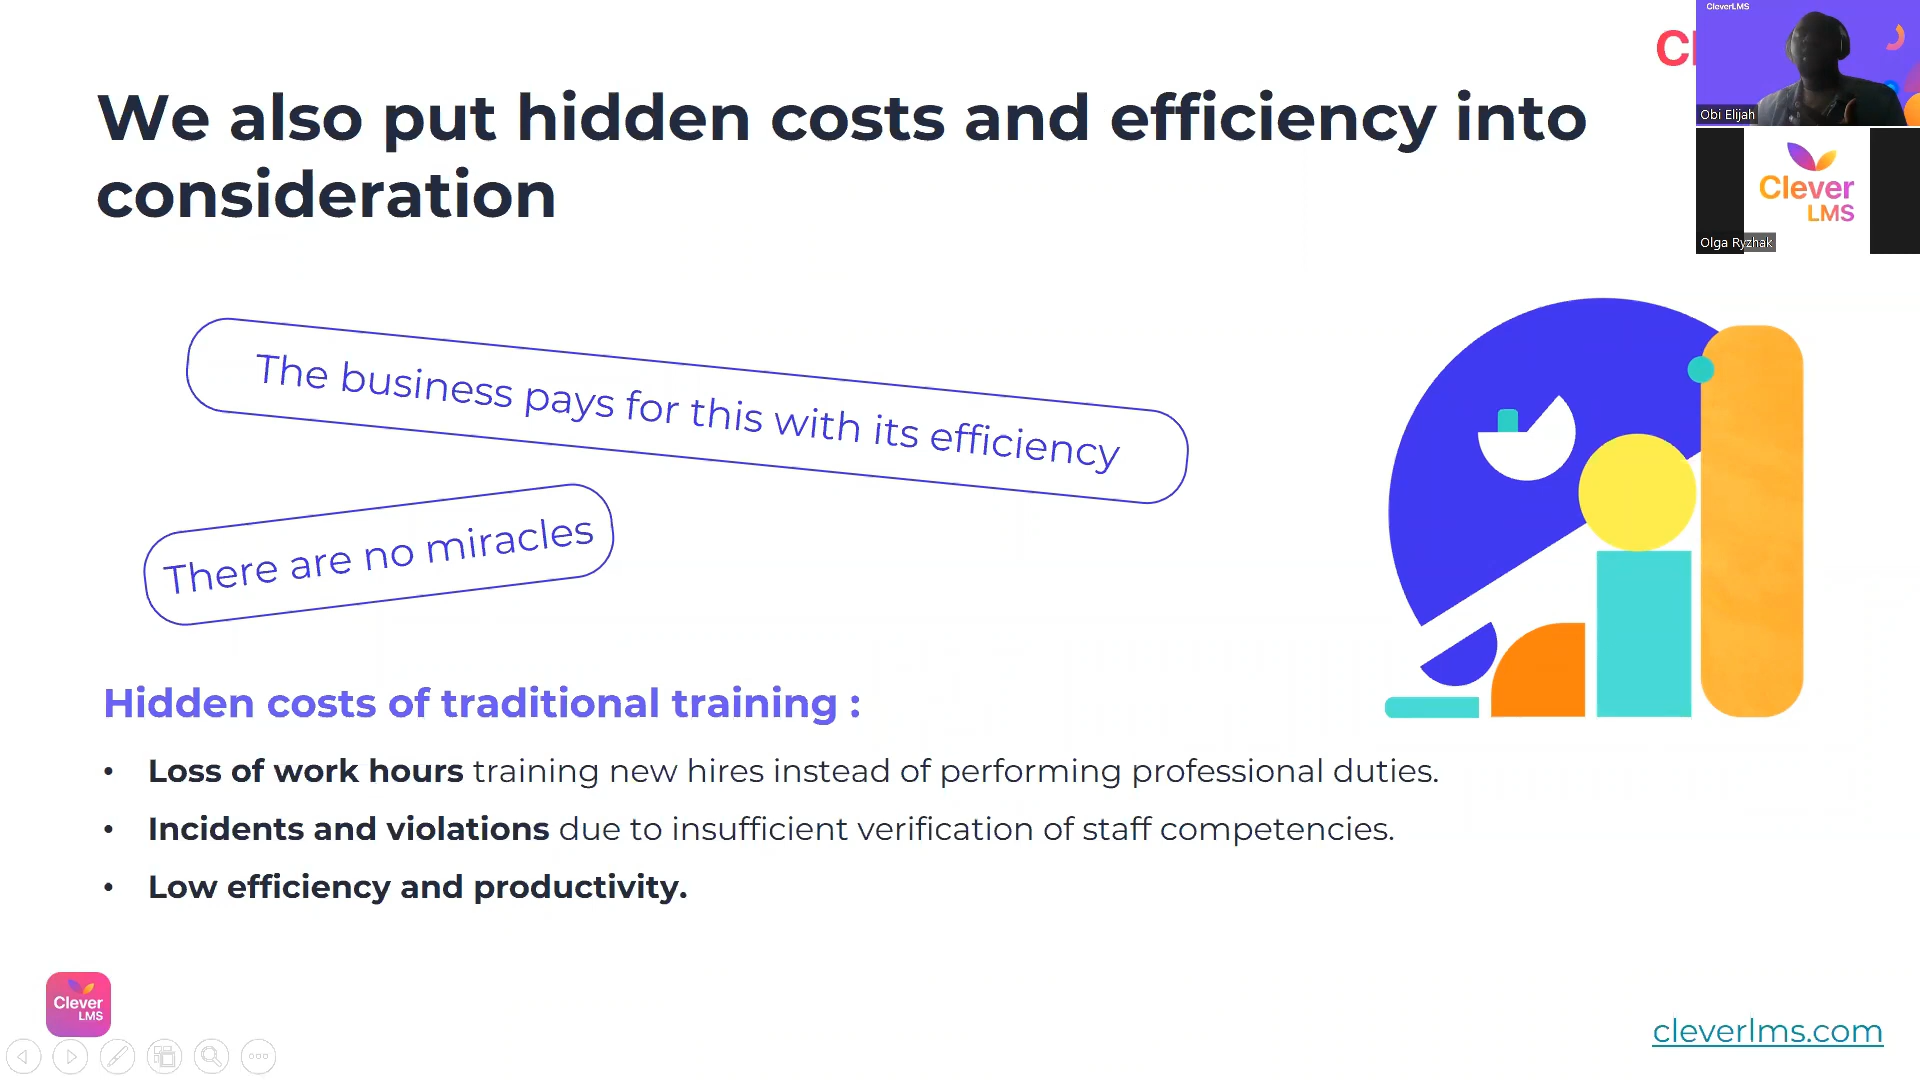 We also put hidden costs and efficiency into
consideration
CleverLMS
Obi Elijah
Clever
LMS
Olga Ryzhak
The business pays for this with its efficiency
There are no miracles
Hidden costs of traditional training :
• Loss of work hours training new hires instead of performing professional duties.
• Incidents and violations due to insufficient verification of staff competencies.
• Low efficiency and productivity.
Clever
LMS
cleverlms.com